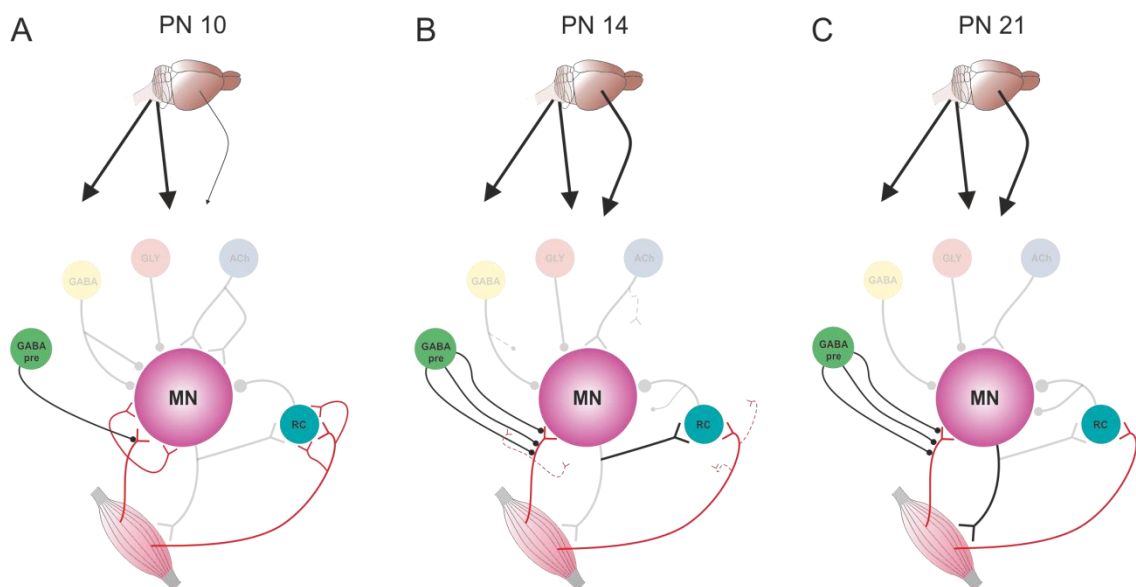 A
PN 10
GABA
GLY
ACh
GABA
pre
MN
RC
B
PN 14
GABA
GLY
ACh
GABA
pre
MN
RC
C
PN 21
GABA
GLY
ACh
GABA
pre
MN
RC